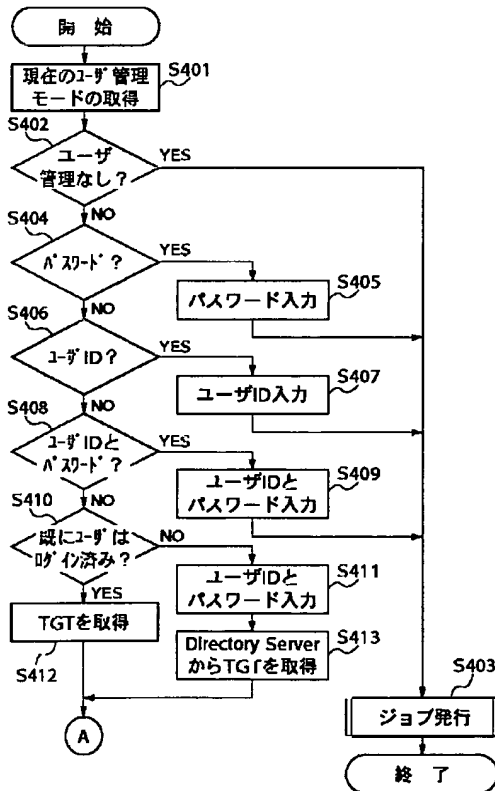 開 始
現在のユーザ管理
モードの取得
S401
S402
ユーザ
管理なし？
YES
NO
S404
パスワード？
YES
パスワード入力
S405
NO
S406
ユーザID？
YES
ユーザID入力
S407
NO
S408
ユーザIDと
パスワード？
YES
ユーザIDと
パスワード入力
S409
NO
S410
既にユーザは
ログイン済み？
NO
ユーザIDと
パスワード入力
S411
YES
TGTを取得
S412
Directory Server
からTGTを取得
S413
A
S403
ジョブ発行
終 了